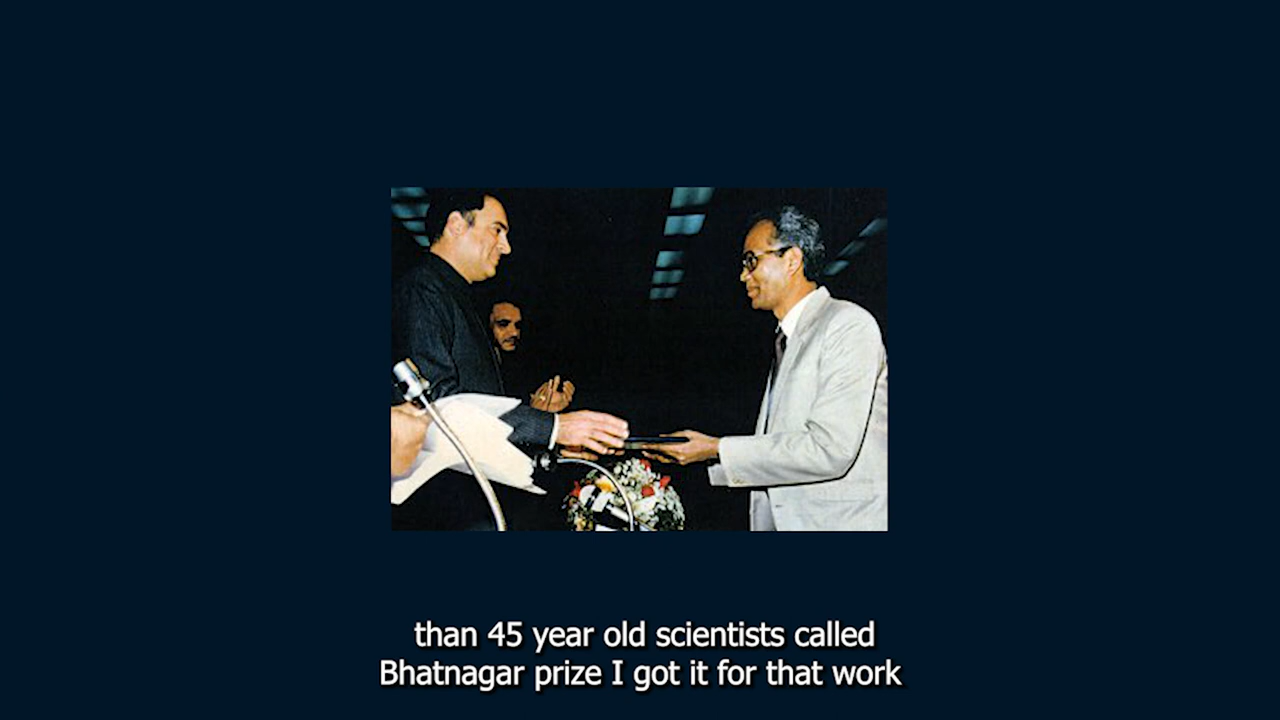 than 45 year old scientists called
Bhatnagar prize I got it for that work